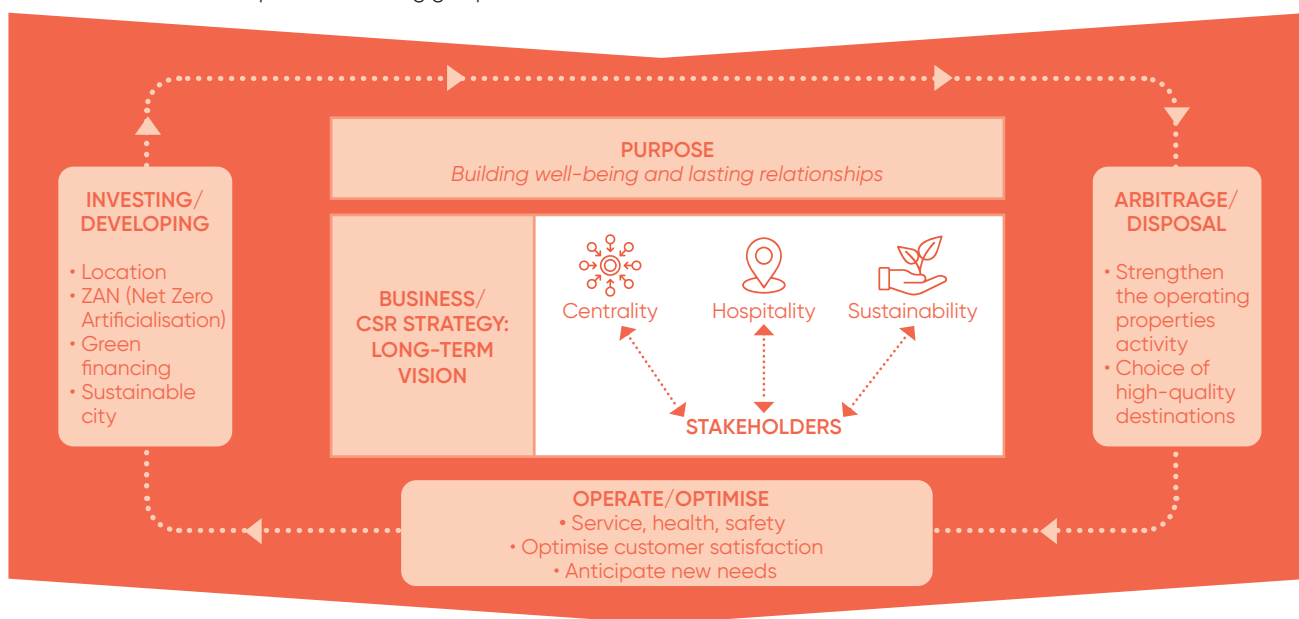 PURPOSE
Building well-being and lasting relationships
INVESTING/
DEVELOPING
• Location
• ZAN (Net Zero
Artificialisation)
• Green
financing
• Sustainable
city
BUSINESS/
CSR STRATEGY:
LONG-TERM
VISION
Centrality
Hospitality
Sustainability
STAKEHOLDERS
ARBITRAGE/
DISPOSAL
• Strengthen
the operating
properties
activity
• Choice of
high-quality
destinations
OPERATE/OPTIMISE
• Service, health, safety
• Optimise customer satisfaction
• Anticipate new needs